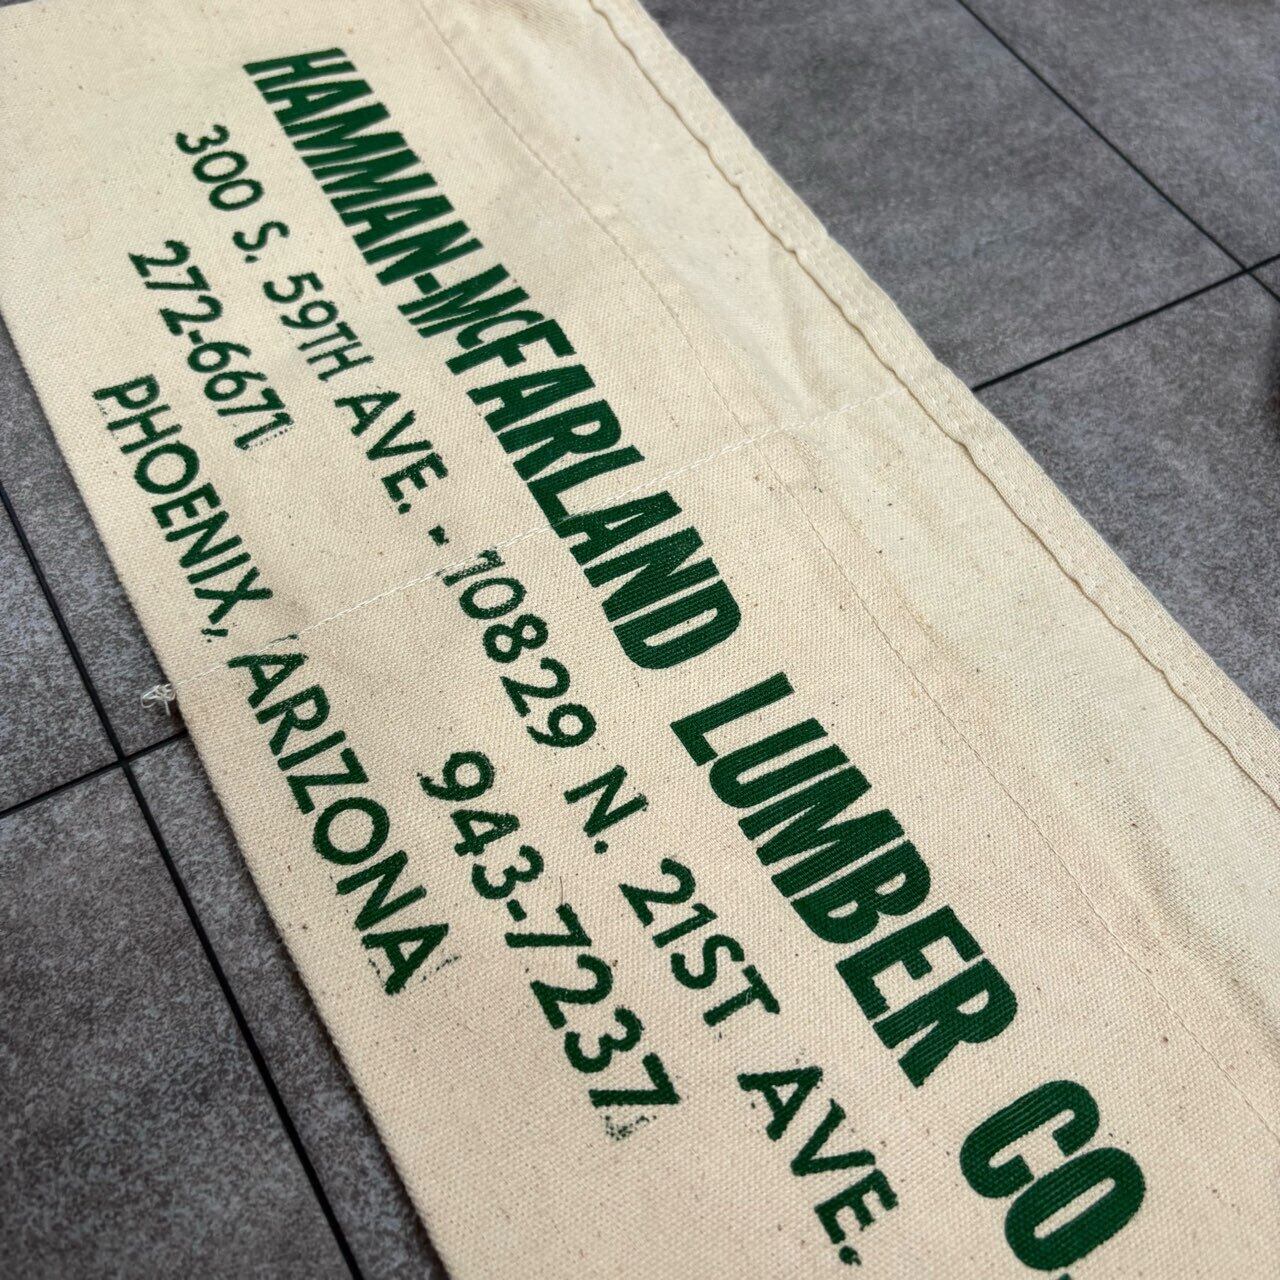 HAMMAN-McFARLAND LUMBER CO.
300 S. 59TH AVE. - 10829 N. 21ST AVE.
272-6671 943-7237
PHOENIX, ARIZONA